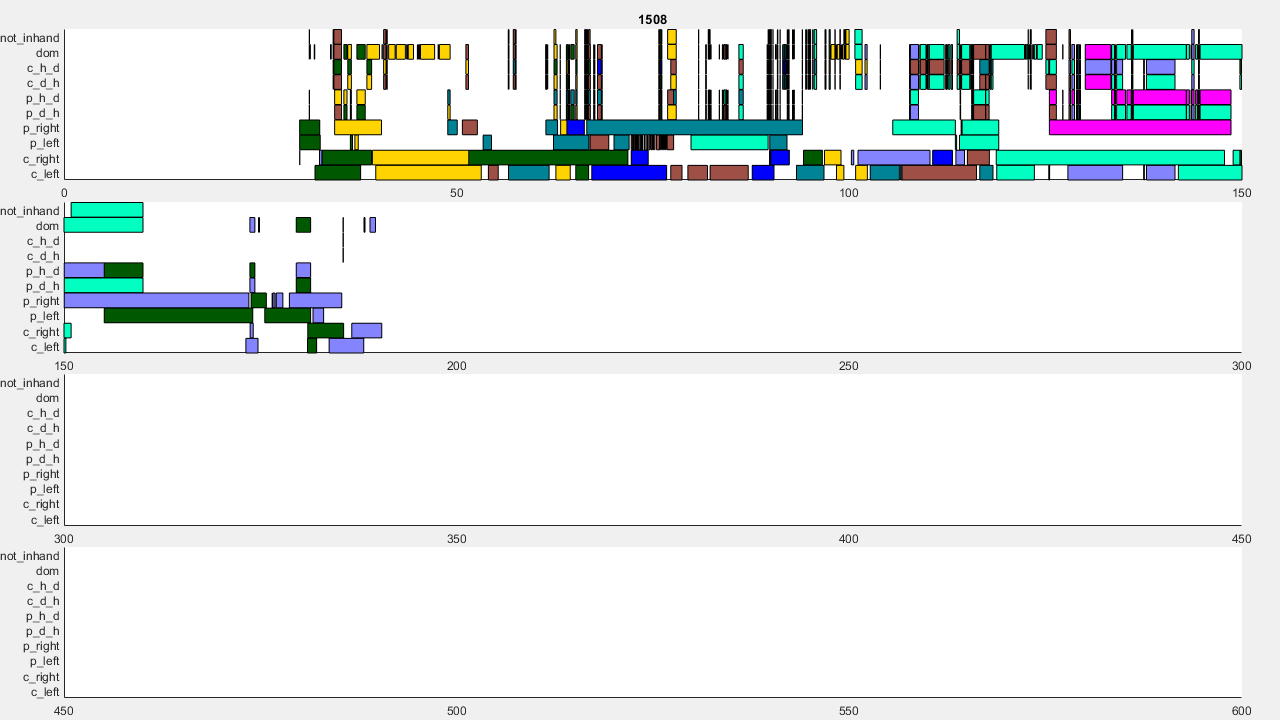 1508
not_inhand
dom
c_h_d
c_d_h
p_h_d
p_d_h
p_right
p_left
c_right
c_left
0 50 100 150
not_inhand
dom
c_h_d
c_d_h
p_h_d
p_d_h
p_right
p_left
c_right
c_left
150 200 250 300
not_inhand
dom
c_h_d
c_d_h
p_h_d
p_d_h
p_right
p_left
c_right
c_left
300 350 400 450
not_inhand
dom
c_h_d
c_d_h
p_h_d
p_d_h
p_right
p_left
c_right
c_left
450 500 550 600